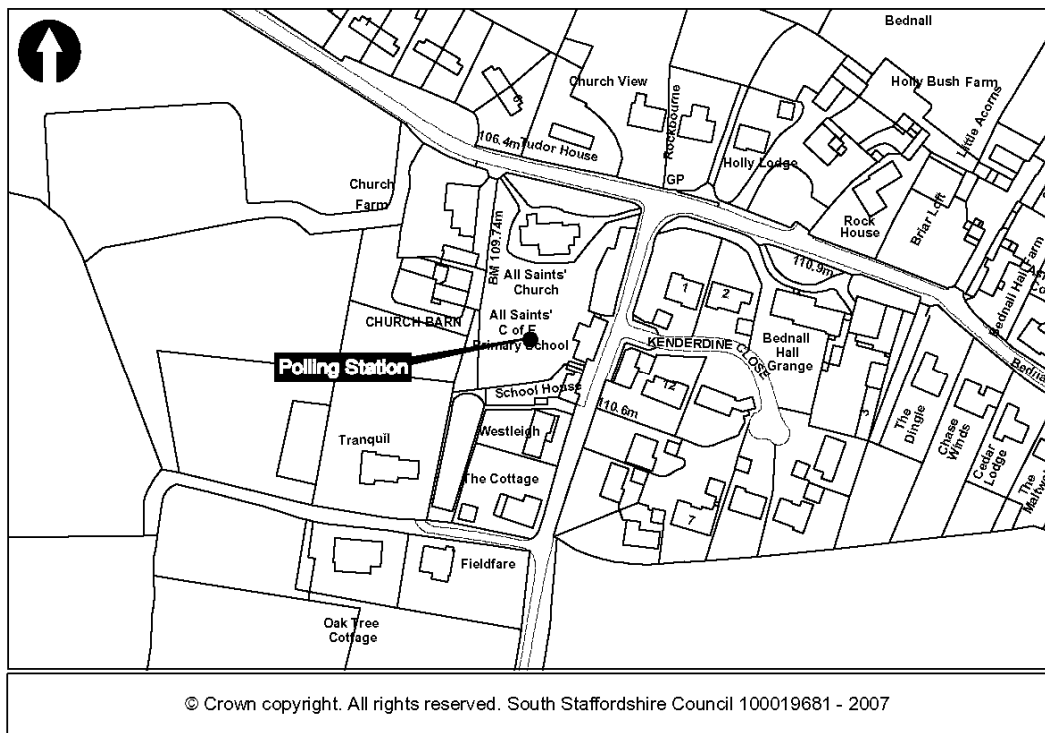 Bednall
Church View
Holly Bush Farm
Little Acorns
Rockbourne
106.4m
Tudor House
Holly Lodge
GP
Church
Farm
Rock
House
Briar Loft
BM 109.74m
110.9m
All Saints'
Church
Bednall Hall Farm
1
2
All Saints'
C of E
Primary School
CHURCH BARN
KENDERDINE CLOSE
Bednall
Hall
Grange
Polling Station
School House
12
110.6m
3
The
Dingle
Chase
Winds
Cedar
Lodge
The
Westleigh
Tranquil
The Cottage
7
Fieldfare
Oak Tree
Cottage
© Crown copyright. All rights reserved. South Staffordshire Council 100019681 - 2007